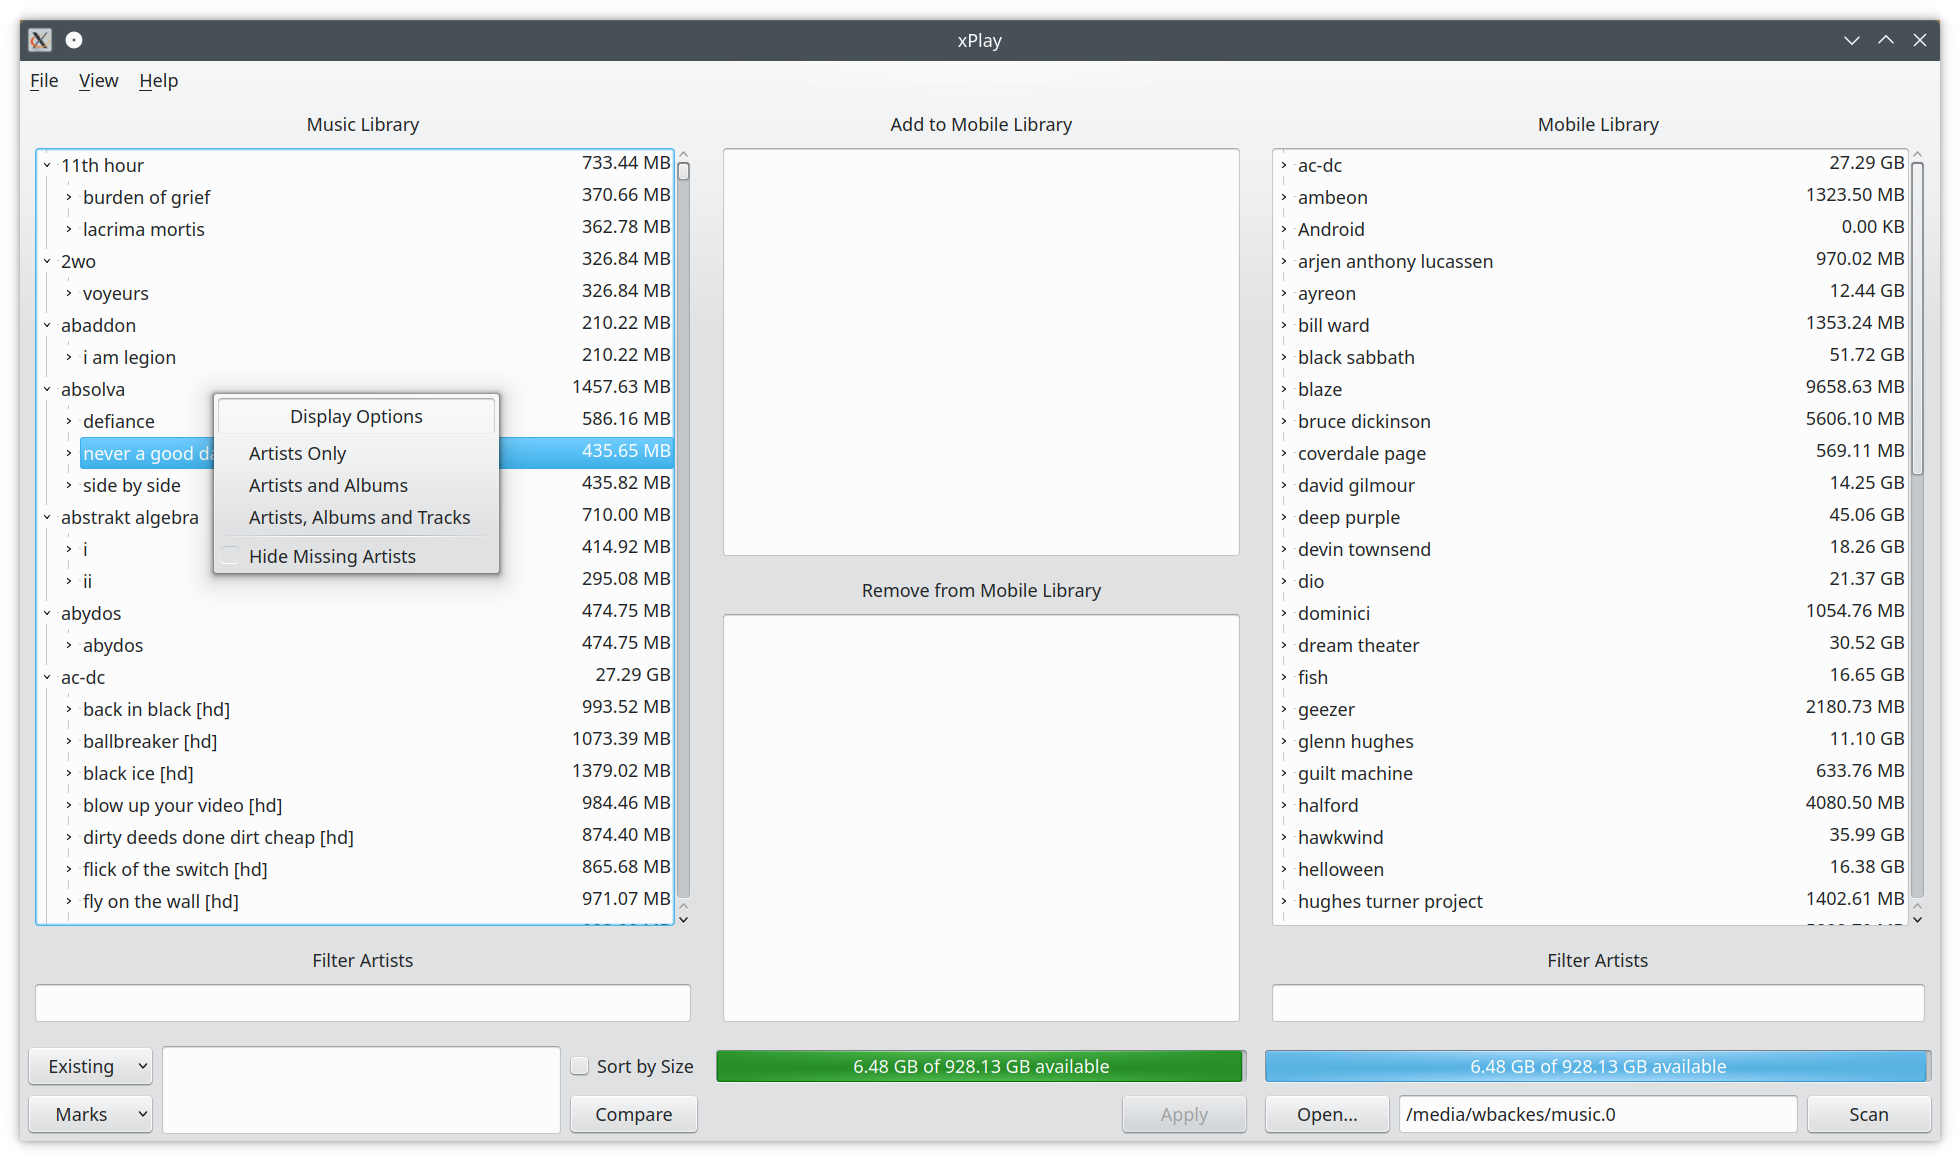 xPlay
File View Help
Music Library
11th hour 733.44 MB
burden of grief 370.66 MB
lacrima mortis 362.78 MB
2wo 326.84 MB
voyeurs 326.84 MB
abaddon 210.22 MB
i am legion 210.22 MB
absolva 1457.63 MB
defiance 586.16 MB
never a good 435.65 MB
side by side 435.82 MB
abstrakt algebra 710.00 MB
i 414.92 MB
ii 295.08 MB
abydos 474.75 MB
abydos 474.75 MB
ac-dc 27.29 GB
back in black [hd] 993.52 MB
ballbreaker [hd] 1073.39 MB
black ice [hd] 1379.02 MB
blow up your video [hd] 984.46 MB
dirty deeds done dirt cheap [hd] 874.40 MB
flick of the switch [hd] 865.68 MB
fly on the wall [hd] 971.07 MB
Display Options
Artists Only
Artists and Albums
Artists, Albums and Tracks
Hide Missing Artists
Filter Artists
Existing
Marks
Sort by Size
Compare
Add to Mobile Library
Remove from Mobile Library
6.48 GB of 928.13 GB available
Apply
Mobile Library
ac-dc 27.29 GB
ambeon 1323.50 MB
Android 0.00 KB
arjen anthony lucassen 970.02 MB
ayreon 12.44 GB
bill ward 1353.24 MB
black sabbath 51.72 GB
blaze 9658.63 MB
bruce dickinson 5606.10 MB
coverdale page 569.11 MB
david gilmour 14.25 GB
deep purple 45.06 GB
devin townsend 18.26 GB
dio 21.37 GB
dominici 1054.76 MB
dream theater 30.52 GB
fish 16.65 GB
geezer 2180.73 MB
glenn hughes 11.10 GB
guilt machine 633.76 MB
halford 4080.50 MB
hawkwind 35.99 GB
helloween 16.38 GB
hughes turner project 1402.61 MB
Filter Artists
6.48 GB of 928.13 GB available
Open...
/media/wbackes/music.0
Scan